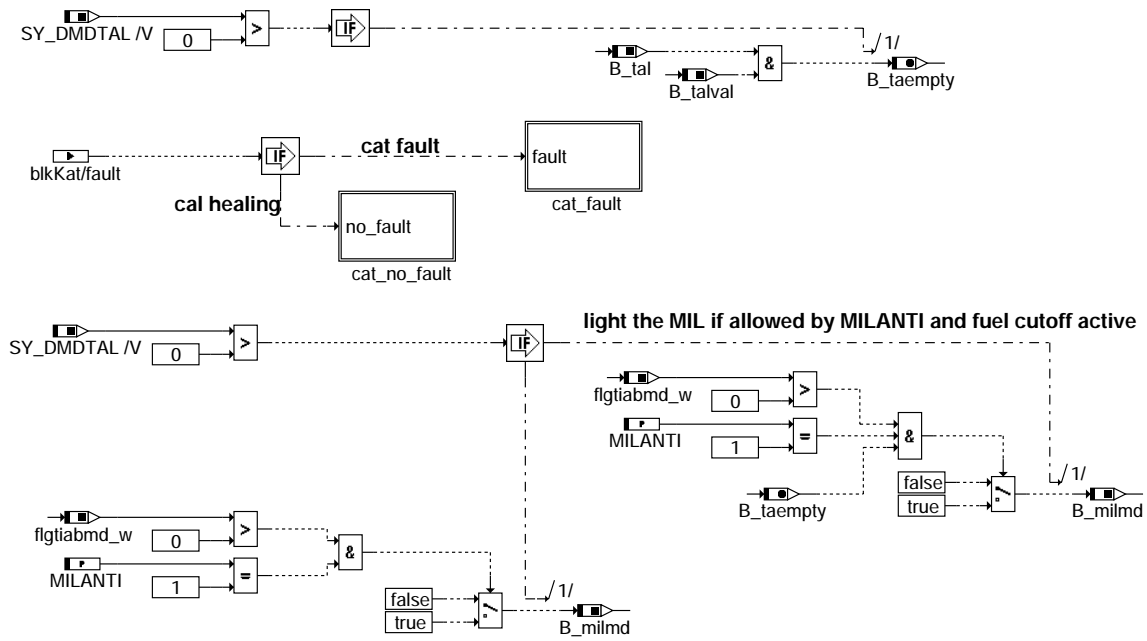 SY_DMDTAL /V
0
>
IF
/1/
B_tal
B_talval
&
B_taempty
blkKat/fault
IF
cat fault
fault
cat_fault
cal healing
no_fault
cat_no_fault
light the MIL if allowed by MILANTI and fuel cutoff active
SY_DMDTAL /V
0
>
IF
flgtiabmd_w
0
>
P
MILANTI
1
=
&
B_taempty
false
true
/1/
B_milmd
flgtiabmd_w
0
>
P
MILANTI
1
=
&
false
true
/1/
B_milmd